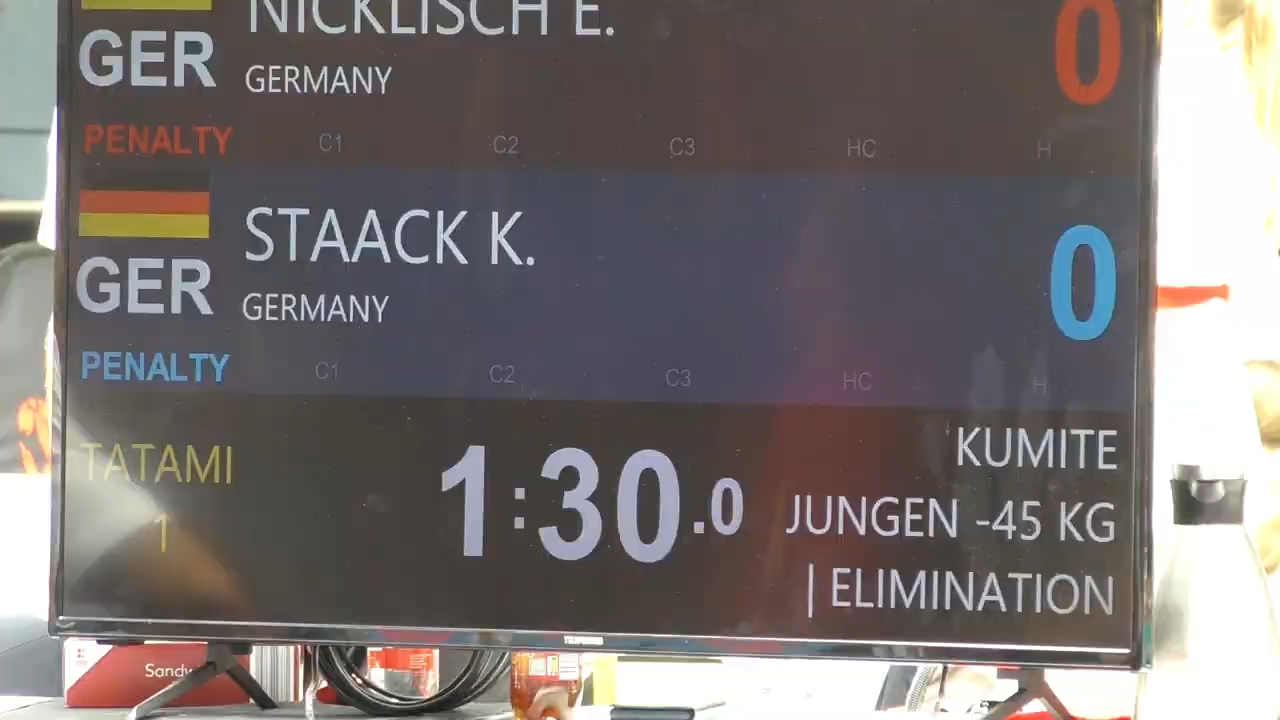 NICKLISCH E.
GER
GERMANY
0
PENALTY C1 C2 C3 HC H
STAACK K.
GER
GERMANY
0
PENALTY C1 C2 C3 HC H
TATAMI
1
1:30.0
KUMITE
JUNGEN -45 KG
| ELIMINATION
Sandy